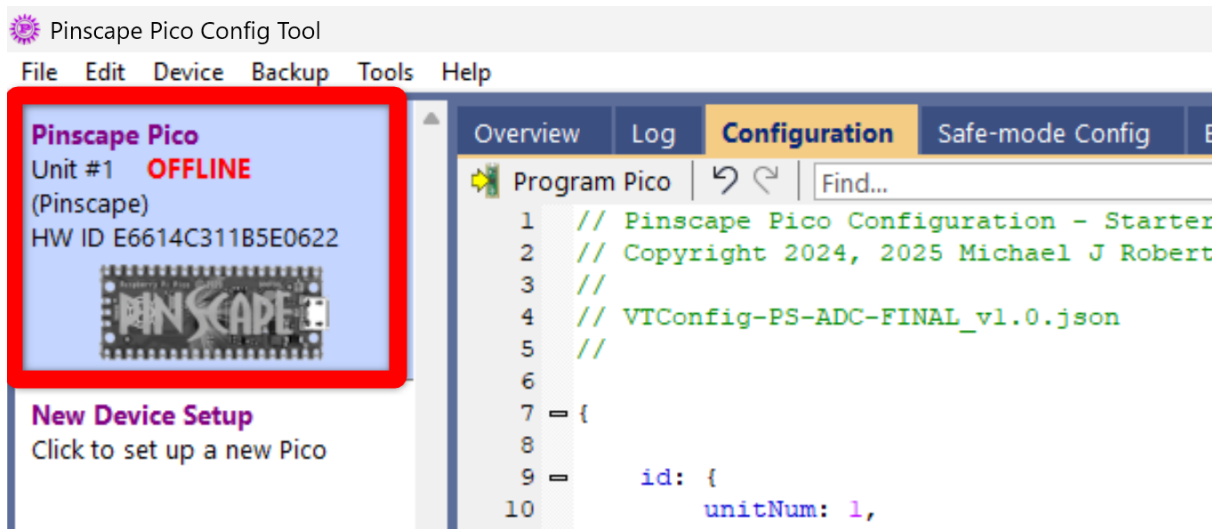 Pinscape Pico Config Tool
File Edit Device Backup Tools Help
Pinscape Pico
Unit #1 OFFLINE
(Pinscape)
HW ID E6614C311B5E0622
PINSCAPE
New Device Setup
Click to set up a new Pico
Overview Log Configuration Safe-mode Config
Program Pico Find...
1 // Pinscape Pico Configuration - Starter
2 // Copyright 2024, 2025 Michael J Robert
3 //
4 // VTConfig-PS-ADC-FINAL_v1.0.json
5 //
6
7 {
8
9 id: {
10 unitNum: 1,